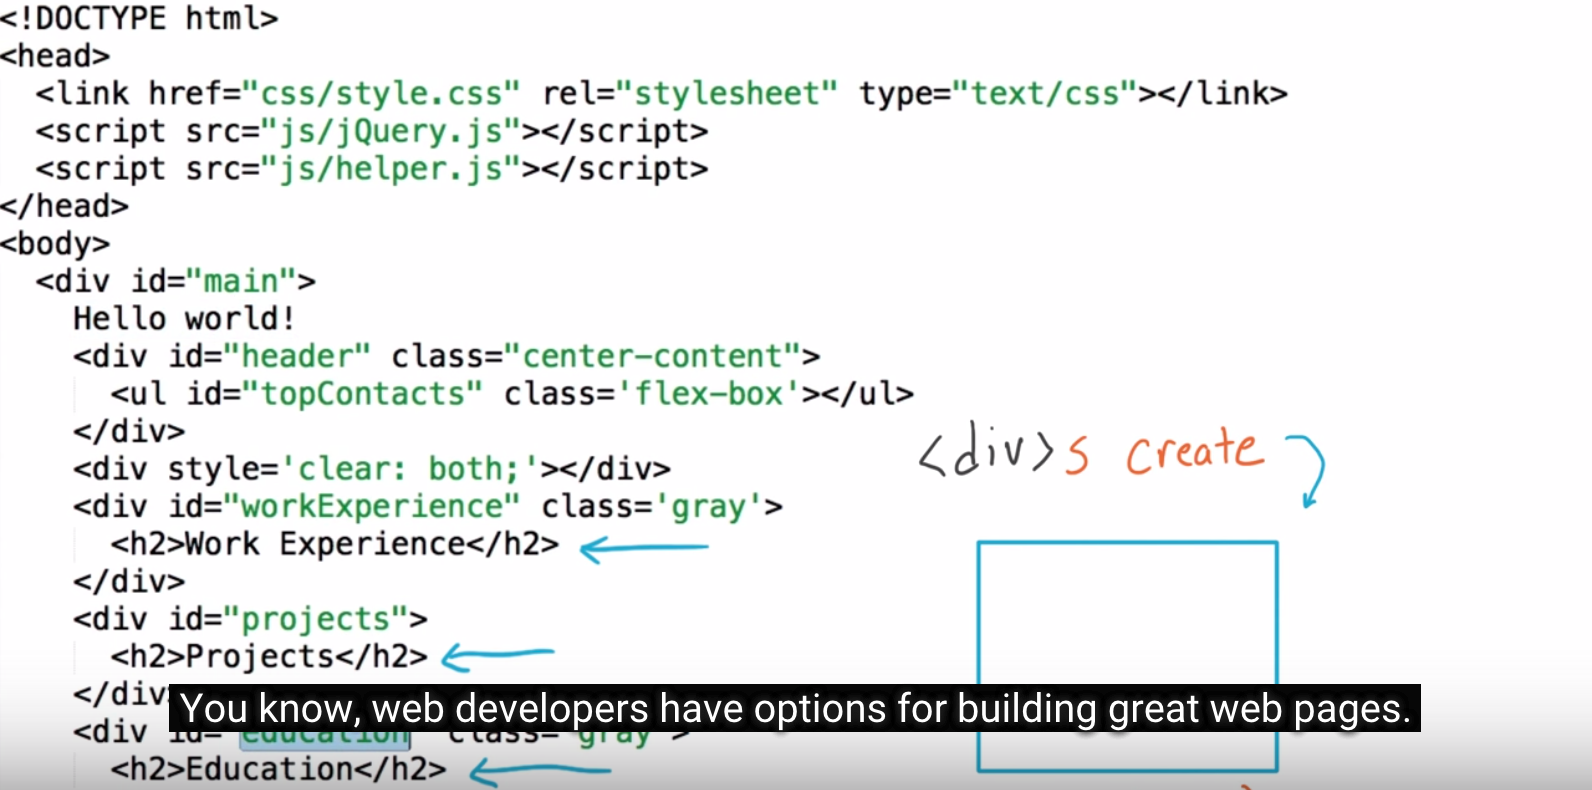 <!DOCTYPE html>
<head>
<link href="css/style.css" rel="stylesheet" type="text/css"></link>
<script src="js/jQuery.js"></script>
<script src="js/helper.js"></script>
</head>
<body>
<div id="main">
Hello world!
<div id="header" class="center-content">
<ul id="topContacts" class='flex-box'></ul>
</div>
<div style='clear: both;'></div>
<div id="workExperience" class='gray'>
<h2>Work Experience</h2>
</div>
<div id="projects">
<h2>Projects</h2>
</div>
<div id="education" class='gray'>
<h2>Education</h2>
<div>s create
You know, web developers have options for building great web pages.